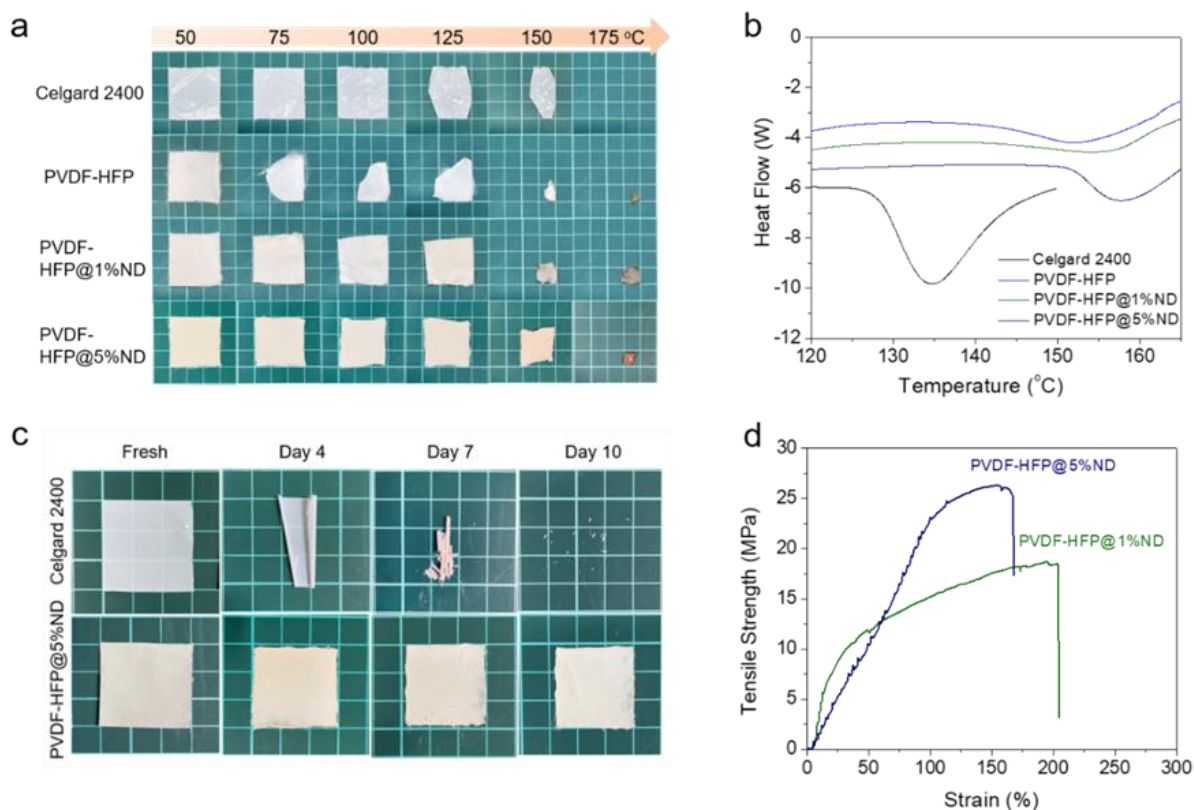 a
50 75 100 125 150 175 °C
Celgard 2400
PVDF-HFP
PVDF-
HFP@1%ND
PVDF-
HFP@5%ND
b
0
-2
-4
-6
-8
-10
-12
Heat Flow (W)
Celgard 2400
PVDF-HFP
PVDF-HFP@1%ND
PVDF-HFP@5%ND
120 130 140 150 160
Temperature (°C)
c
Fresh Day 4 Day 7 Day 10
Celgard 2400
PVDF-HFP@5%ND
d
30
25
20
15
10
5
0
Tensile Strength (MPa)
PVDF-HFP@5%ND
PVDF-HFP@1%ND
0 50 100 150 200 250 300
Strain (%)